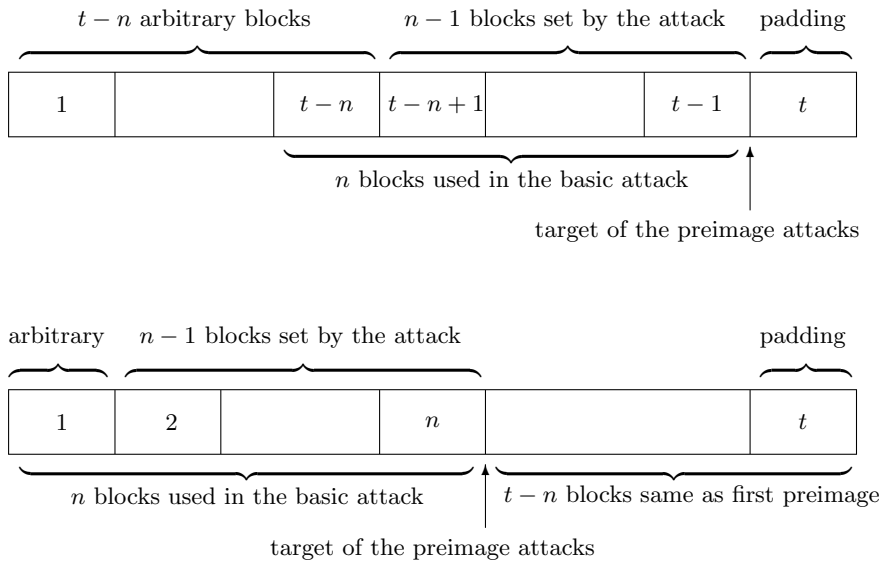 t − n arbitrary blocks n − 1 blocks set by the attack padding
1 t − n t − n + 1 t − 1 t
n blocks used in the basic attack
target of the preimage attacks
arbitrary n − 1 blocks set by the attack padding
1 2 n t
n blocks used in the basic attack t − n blocks same as first preimage
target of the preimage attacks